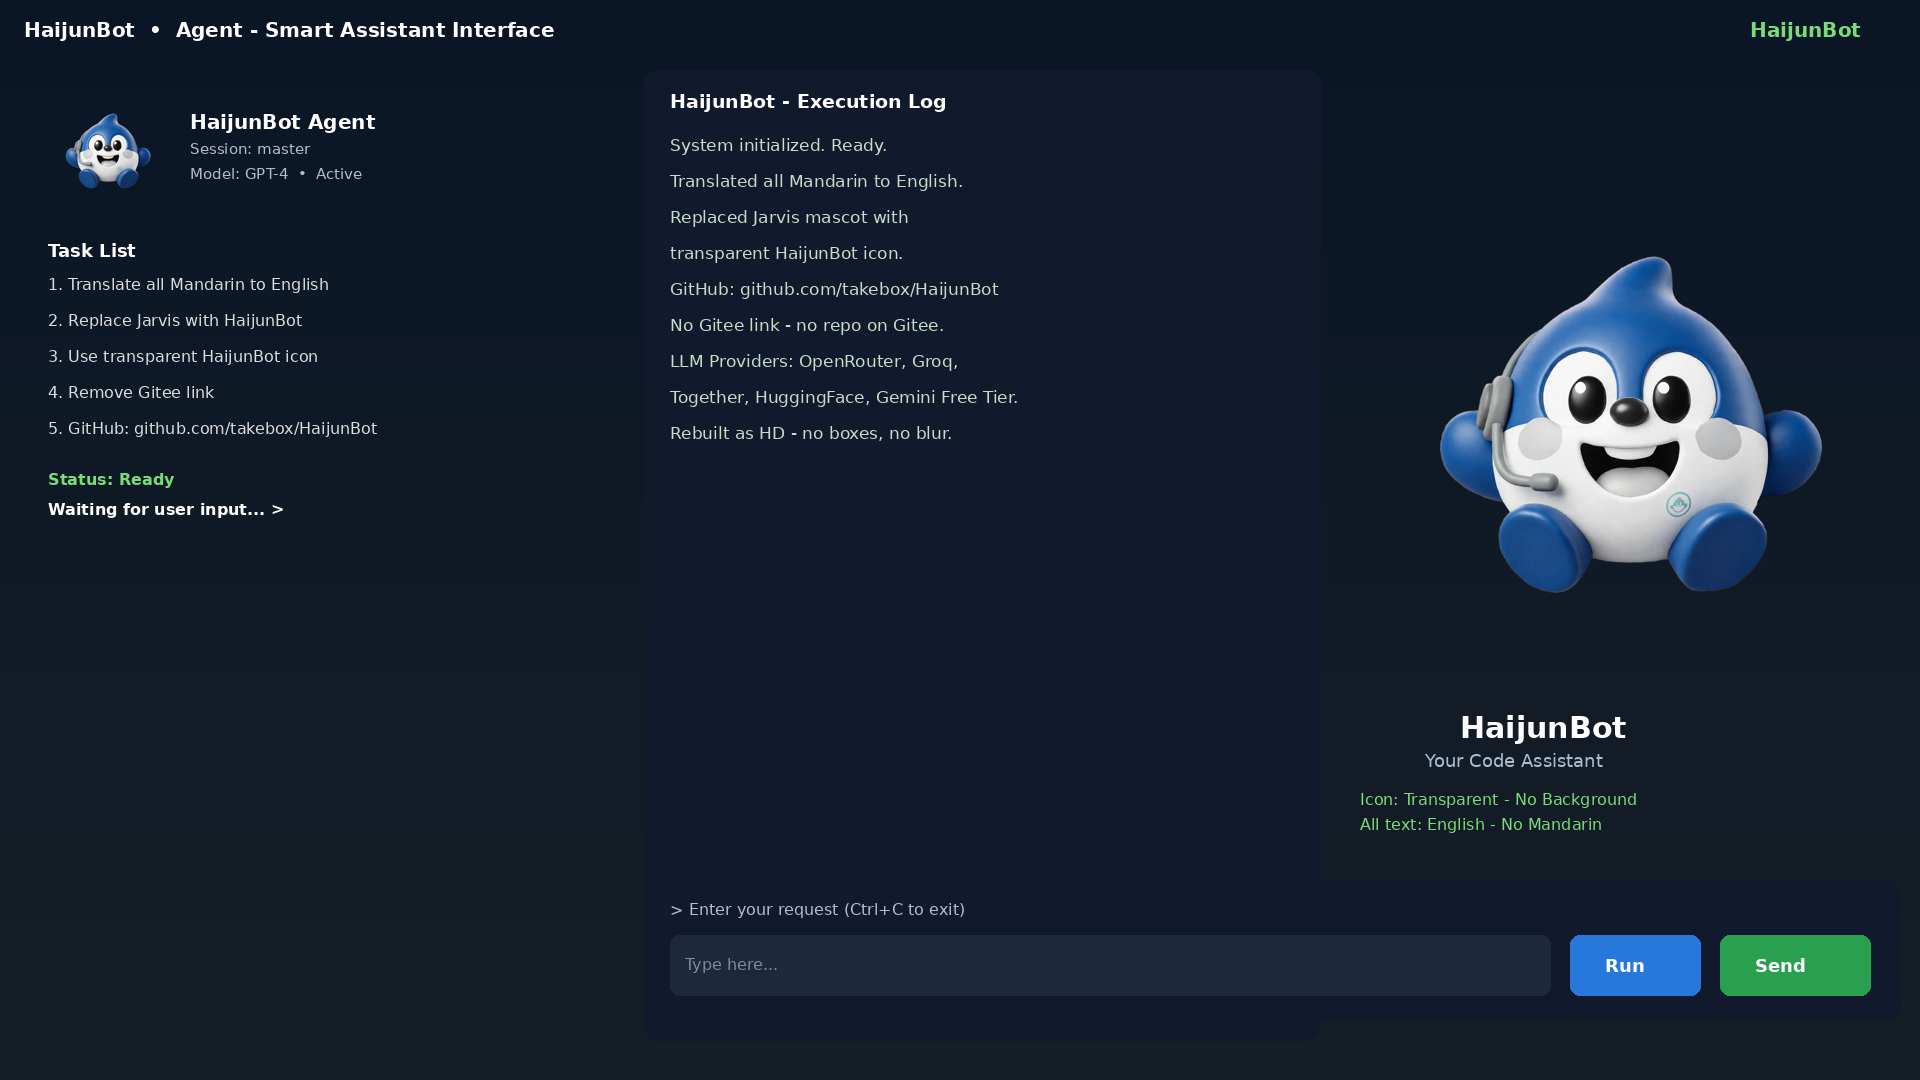 HaijunBot • Agent - Smart Assistant Interface
HaijunBot
HaijunBot Agent
Session: master
Model: GPT-4 • Active
Task List
1. Translate all Mandarin to English
2. Replace Jarvis with HaijunBot
3. Use transparent HaijunBot icon
4. Remove Gitee link
5. GitHub: github.com/takebox/HaijunBot
Status: Ready
Waiting for user input... >
HaijunBot - Execution Log
System initialized. Ready.
Translated all Mandarin to English.
Replaced Jarvis mascot with
transparent HaijunBot icon.
GitHub: github.com/takebox/HaijunBot
No Gitee link - no repo on Gitee.
LLM Providers: OpenRouter, Groq,
Together, HuggingFace, Gemini Free Tier.
Rebuilt as HD - no boxes, no blur.
HaijunBot
Your Code Assistant
Icon: Transparent - No Background
All text: English - No Mandarin
> Enter your request (Ctrl+C to exit)
Type here...
Run
Send